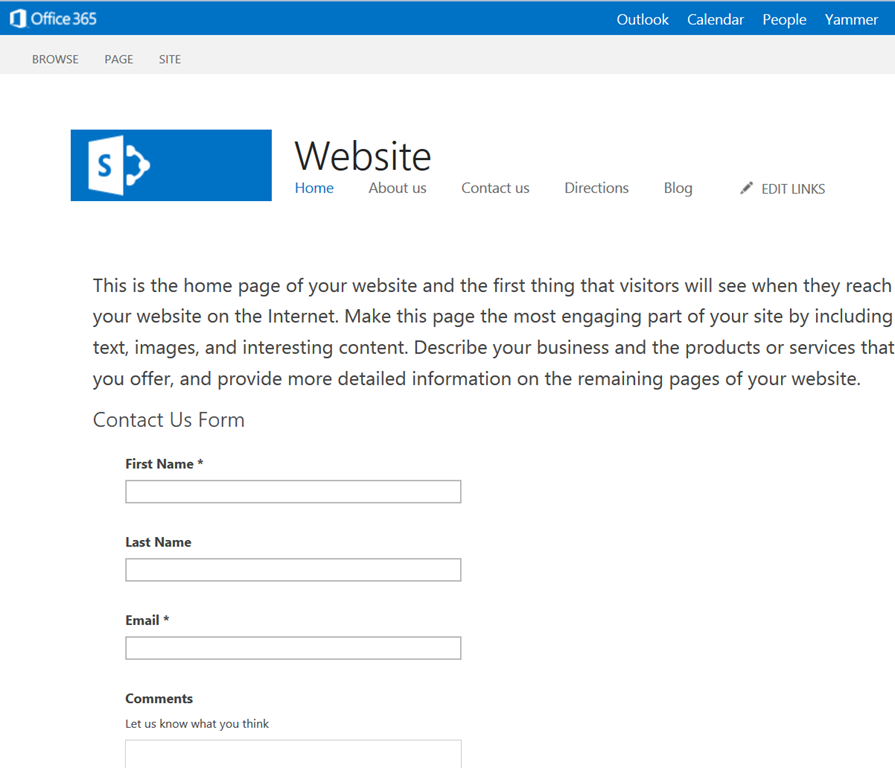 Office 365
Outlook Calendar People Yammer
BROWSE PAGE SITE
S
Website
Home About us Contact us Directions Blog EDIT LINKS
This is the home page of your website and the first thing that visitors will see when they reach
your website on the Internet. Make this page the most engaging part of your site by including
text, images, and interesting content. Describe your business and the products or services that
you offer, and provide more detailed information on the remaining pages of your website.
Contact Us Form
First Name *
Last Name
Email *
Comments
Let us know what you think